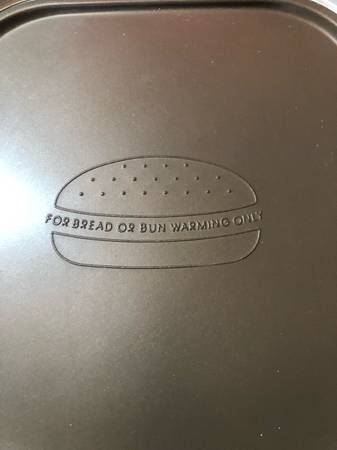 FOR BREAD OR BUN WARMING ONLY